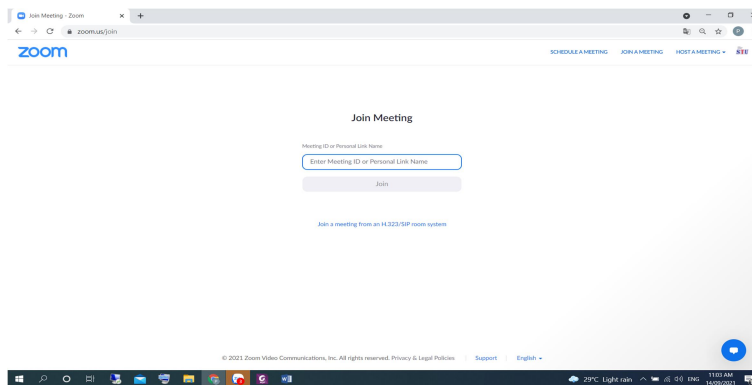 Join Meeting - Zoom
zoom.us/join
P
zoom
SCHEDULE A MEETING JOIN A MEETING HOST A MEETING STU
Join Meeting
Meeting ID or Personal Link Name
Enter Meeting ID or Personal Link Name
Join
Join a meeting from an H.323/SIP room system
© 2021 Zoom Video Communications, Inc. All rights reserved. Privacy & Legal Policies Support English
29°C Light rain ENG 11:03 AM
14/09/2021